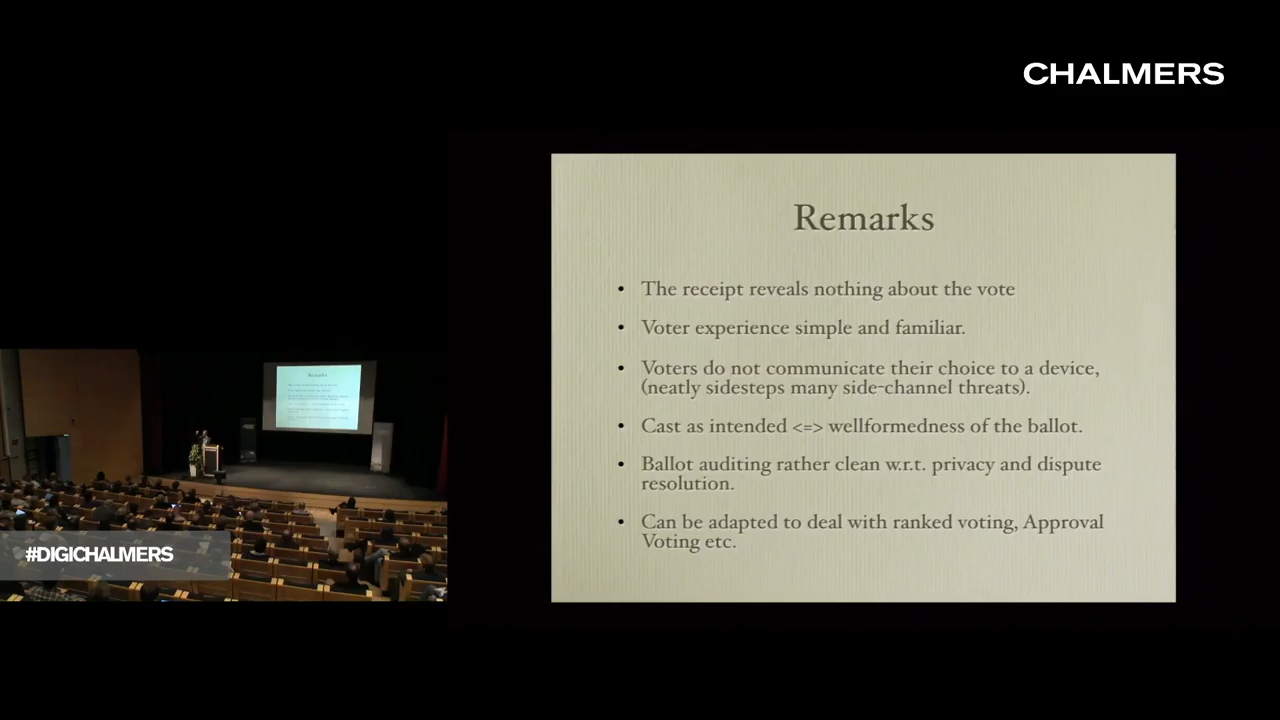 CHALMERS
Remarks
• The receipt reveals nothing about the vote
• Voter experience simple and familiar.
• Voters do not communicate their choice to a device,
(neatly sidesteps many side-channel threats).
• Cast as intended <=> wellformedness of the ballot.
• Ballot auditing rather clean w.r.t. privacy and dispute
resolution.
• Can be adapted to deal with ranked voting, Approval
Voting etc.
Remarks
#DIGICHALMERS